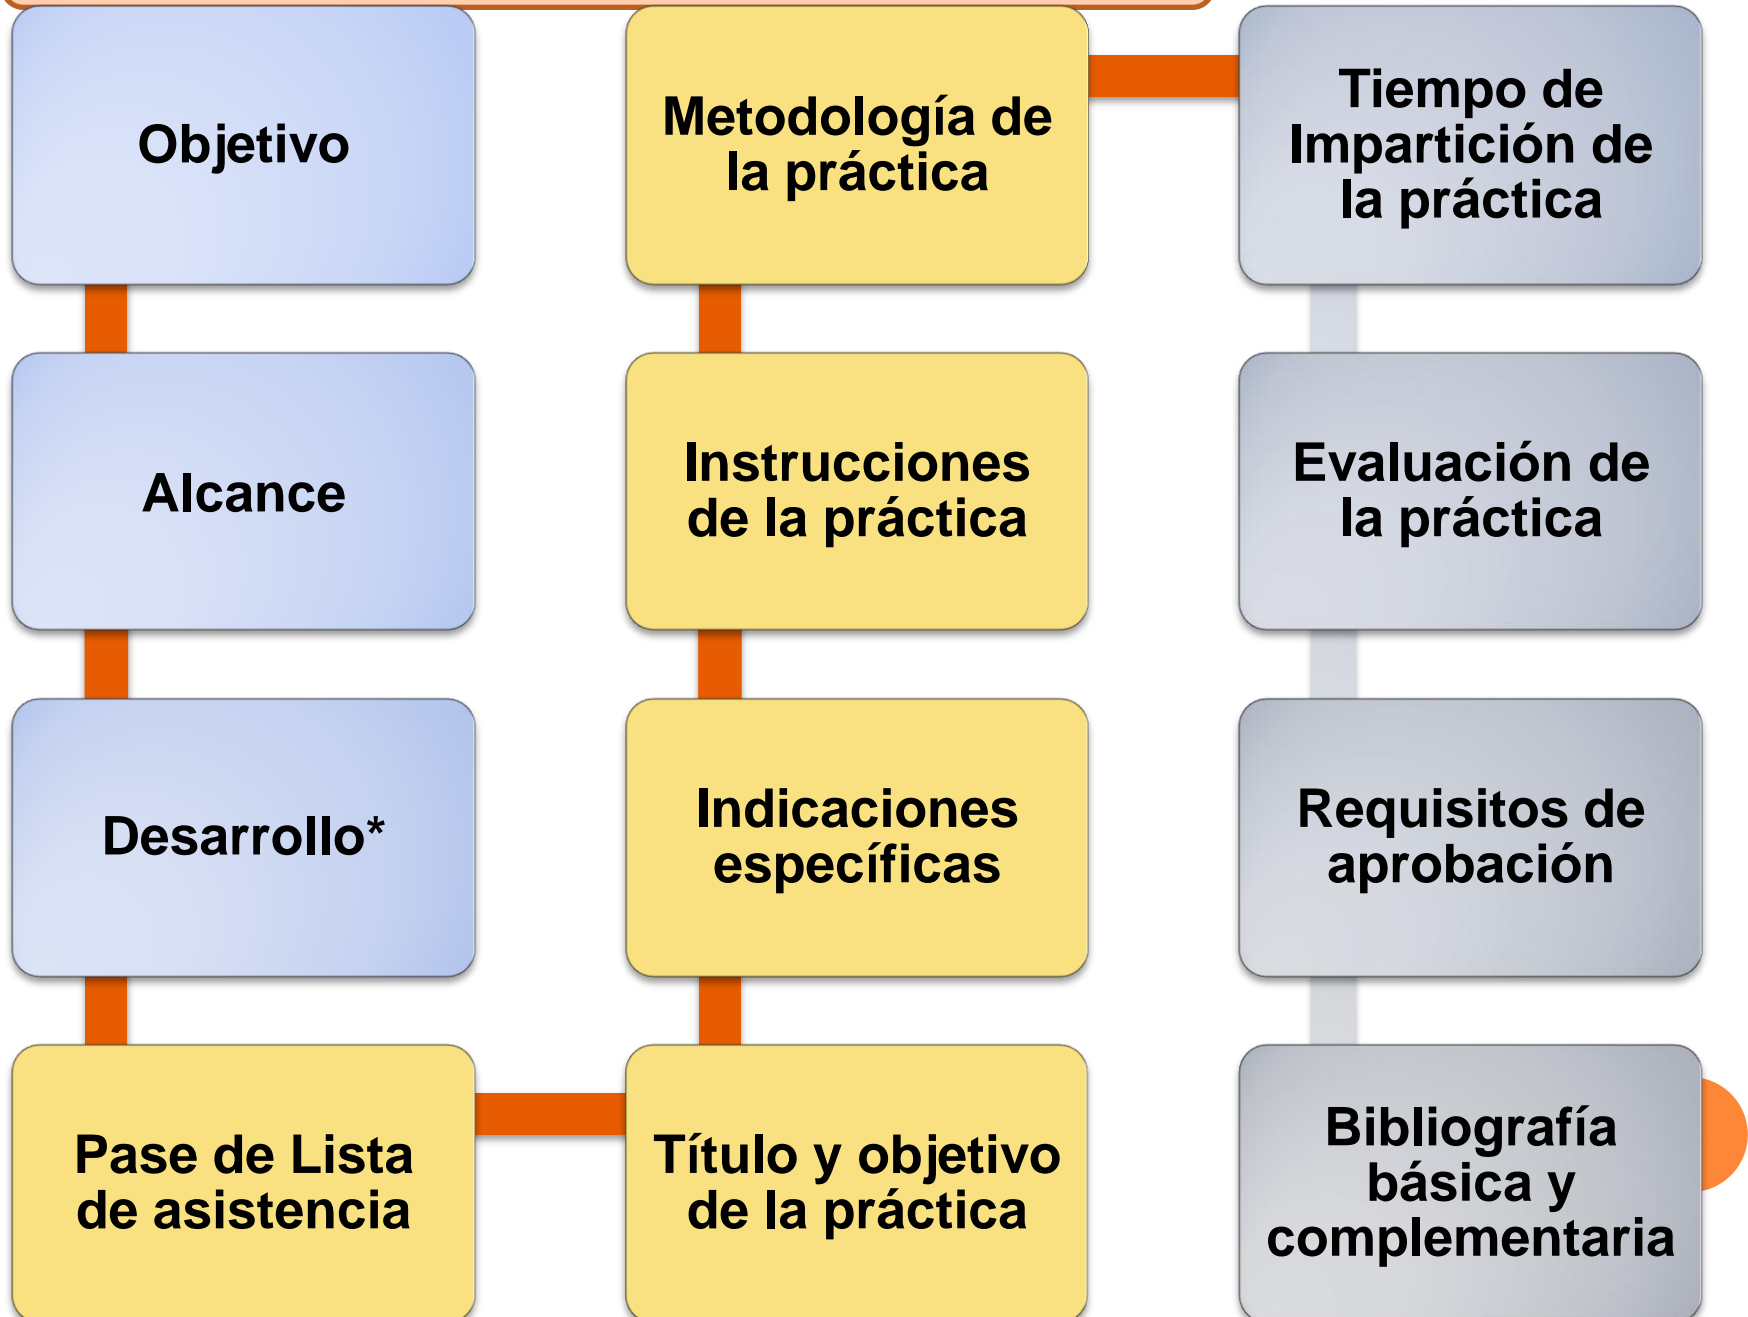 Objetivo
Alcance
Desarrollo*
Pase de Lista
de asistencia
Título y objetivo
de la práctica
Indicaciones
específicas
Instrucciones
de la práctica
Metodología de
la práctica
Tiempo de
Impartición de
la práctica
Evaluación de
la práctica
Requisitos de
aprobación
Bibliografía
básica y
complementaria